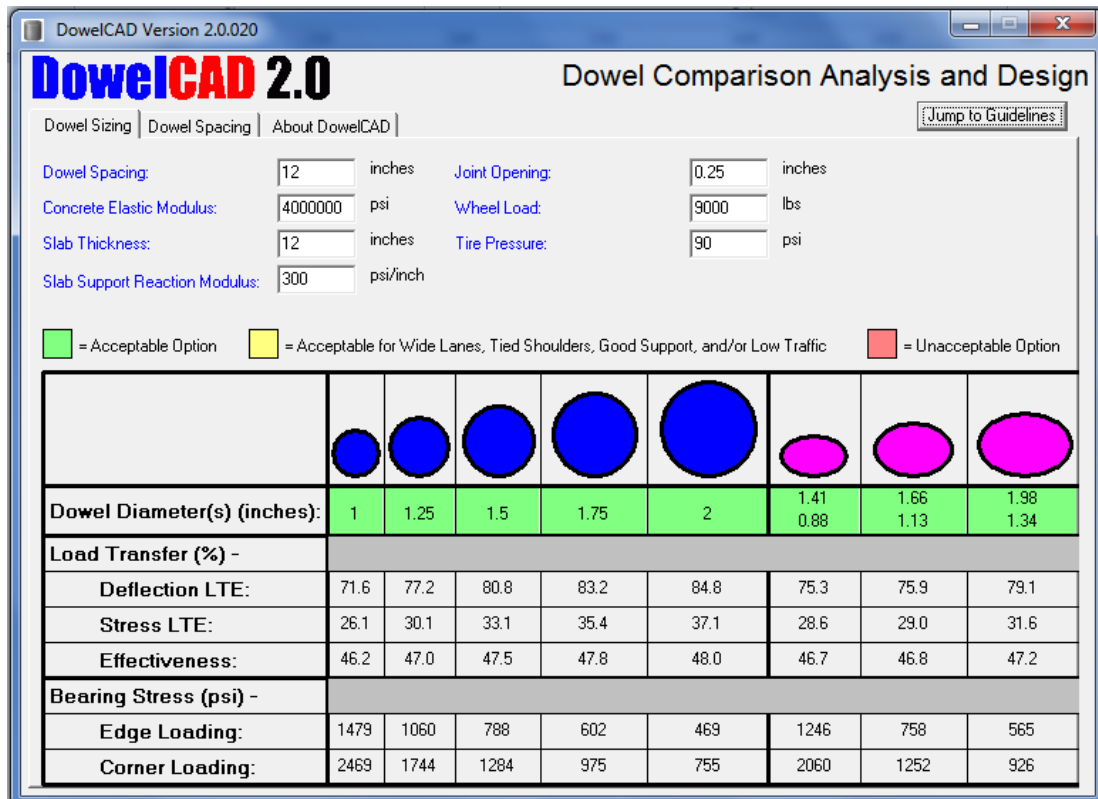 DowelCAD Version 2.0.020
DowelCAD 2.0
Dowel Comparison Analysis and Design
Jump to Guidelines
Dowel Sizing Dowel Spacing About DowelCAD
Dowel Spacing: 12 inches Joint Opening: 0.25 inches
Concrete Elastic Modulus: 4000000 psi Wheel Load: 9000 lbs
Slab Thickness: 12 inches Tire Pressure: 90 psi
Slab Support Reaction Modulus: 300 psi/inch
= Acceptable Option = Acceptable for Wide Lanes, Tied Shoulders, Good Support, and/or Low Traffic = Unacceptable Option
Dowel Diameter(s) (inches): 1 1.25 1.5 1.75 2 1.41 1.66 1.98
0.88 1.13 1.34
Load Transfer (%) -
Deflection LTE: 71.6 77.2 80.8 83.2 84.8 75.3 75.9 79.1
Stress LTE: 26.1 30.1 33.1 35.4 37.1 28.6 29.0 31.6
Effectiveness: 46.2 47.0 47.5 47.8 48.0 46.7 46.8 47.2
Bearing Stress (psi) -
Edge Loading: 1479 1060 788 602 469 1246 758 565
Corner Loading: 2469 1744 1284 975 755 2060 1252 926